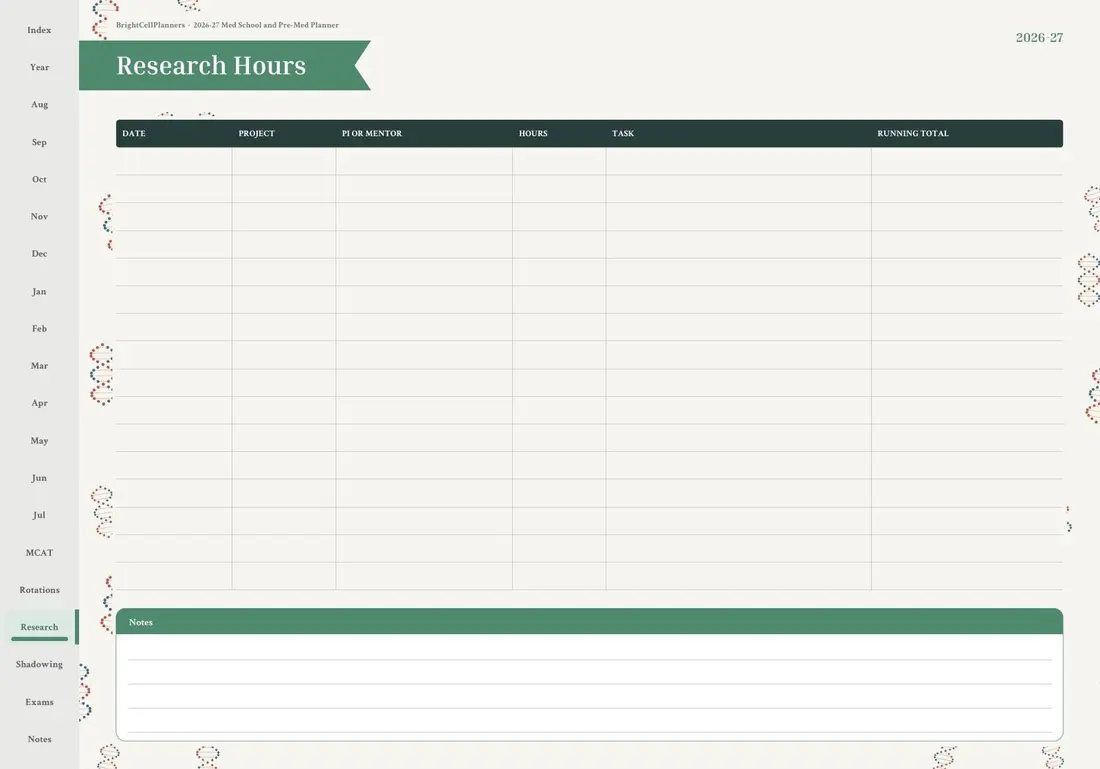 BrightCellPlanners · 2026-27 Med School and Pre-Med Planner
2026-27
Research Hours
DATE PROJECT PI OR MENTOR HOURS TASK RUNNING TOTAL
Notes
Index
Year
Aug
Sep
Oct
Nov
Dec
Jan
Feb
Mar
Apr
May
Jun
Jul
MCAT
Rotations
Research
Shadowing
Exams
Notes